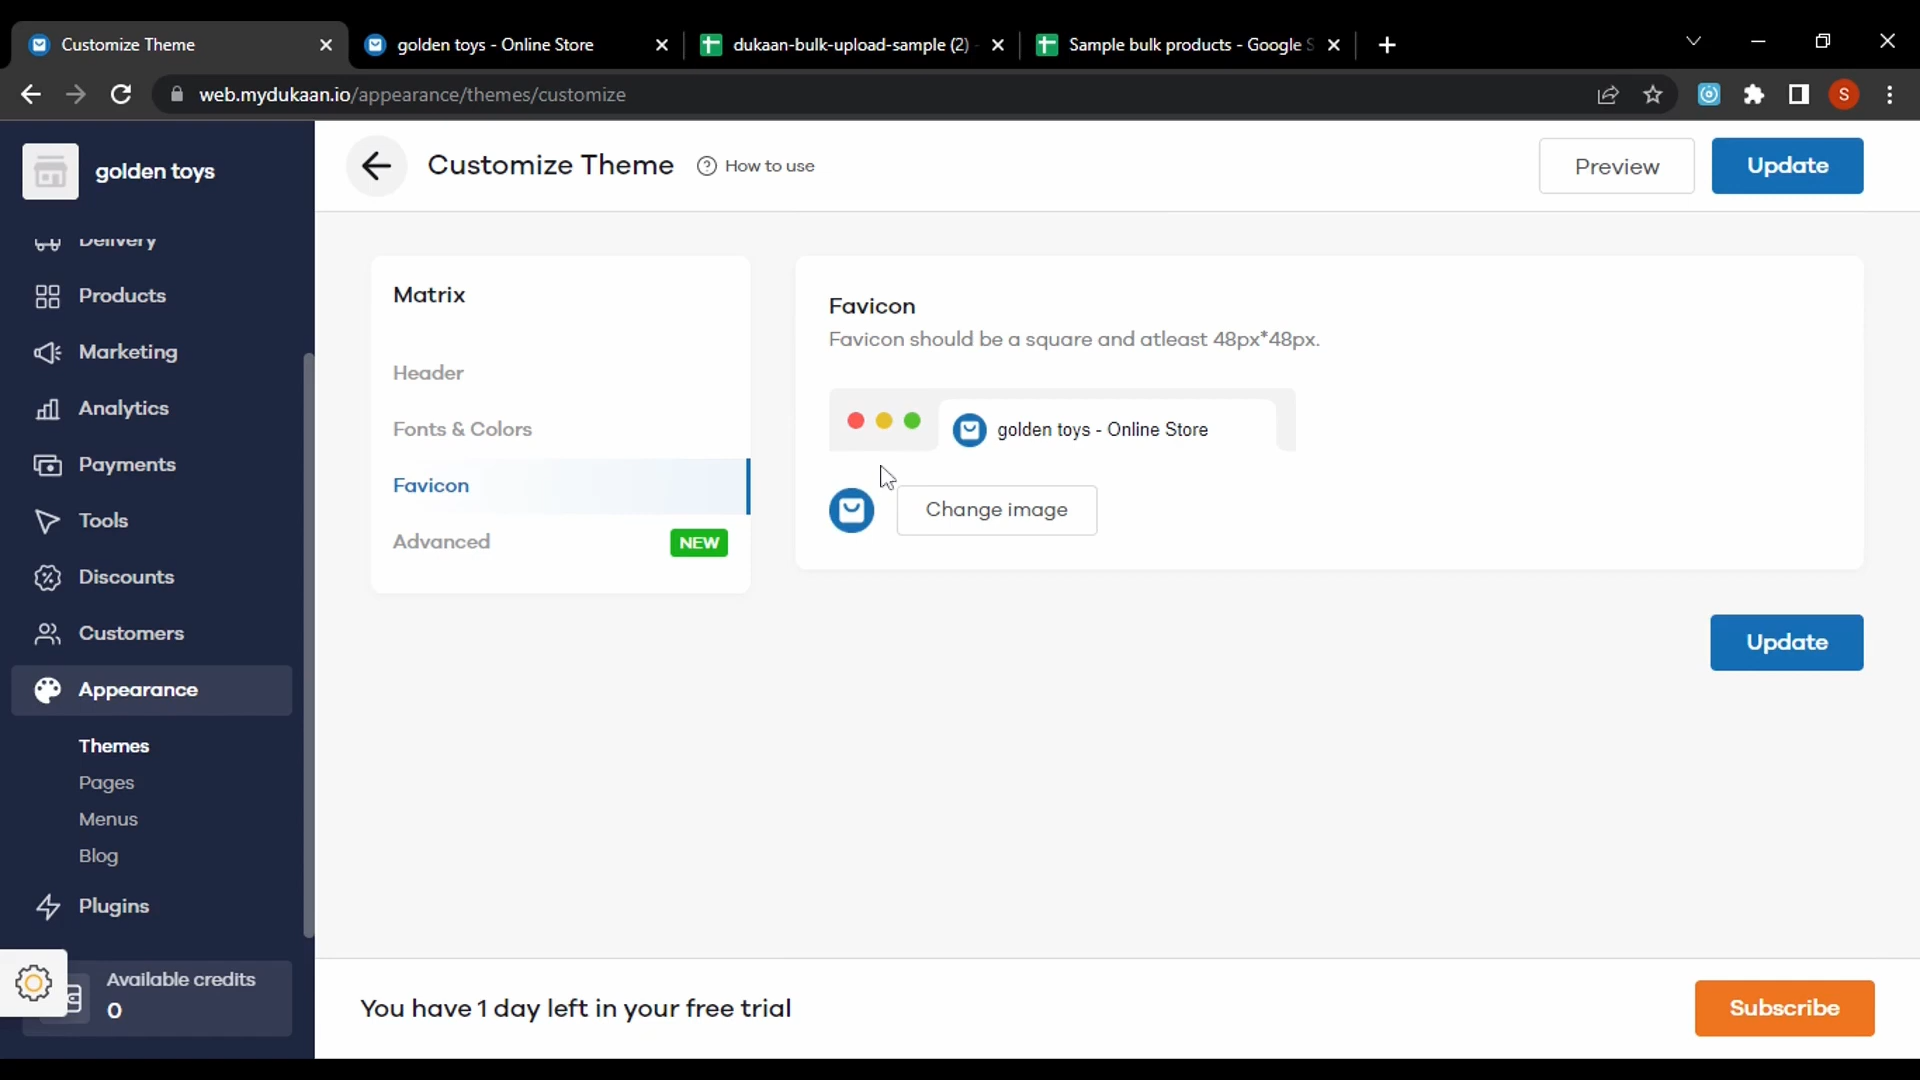 Customize Theme
golden toys - Online Store
dukaan-bulk-upload-sample (2)
Sample bulk products - Google S
web.mydukaan.io/appearance/themes/customize
S
golden toys
Delivery
Products
Marketing
Analytics
Payments
Tools
Discounts
Customers
Appearance
Themes
Pages
Menus
Blog
Plugins
Available credits
0
Customize Theme
? How to use
Preview
Update
Matrix
Header
Fonts & Colors
Favicon
Advanced
NEW
Favicon
Favicon should be a square and atleast 48px*48px.
golden toys - Online Store
Change image
Update
You have 1 day left in your free trial
Subscribe